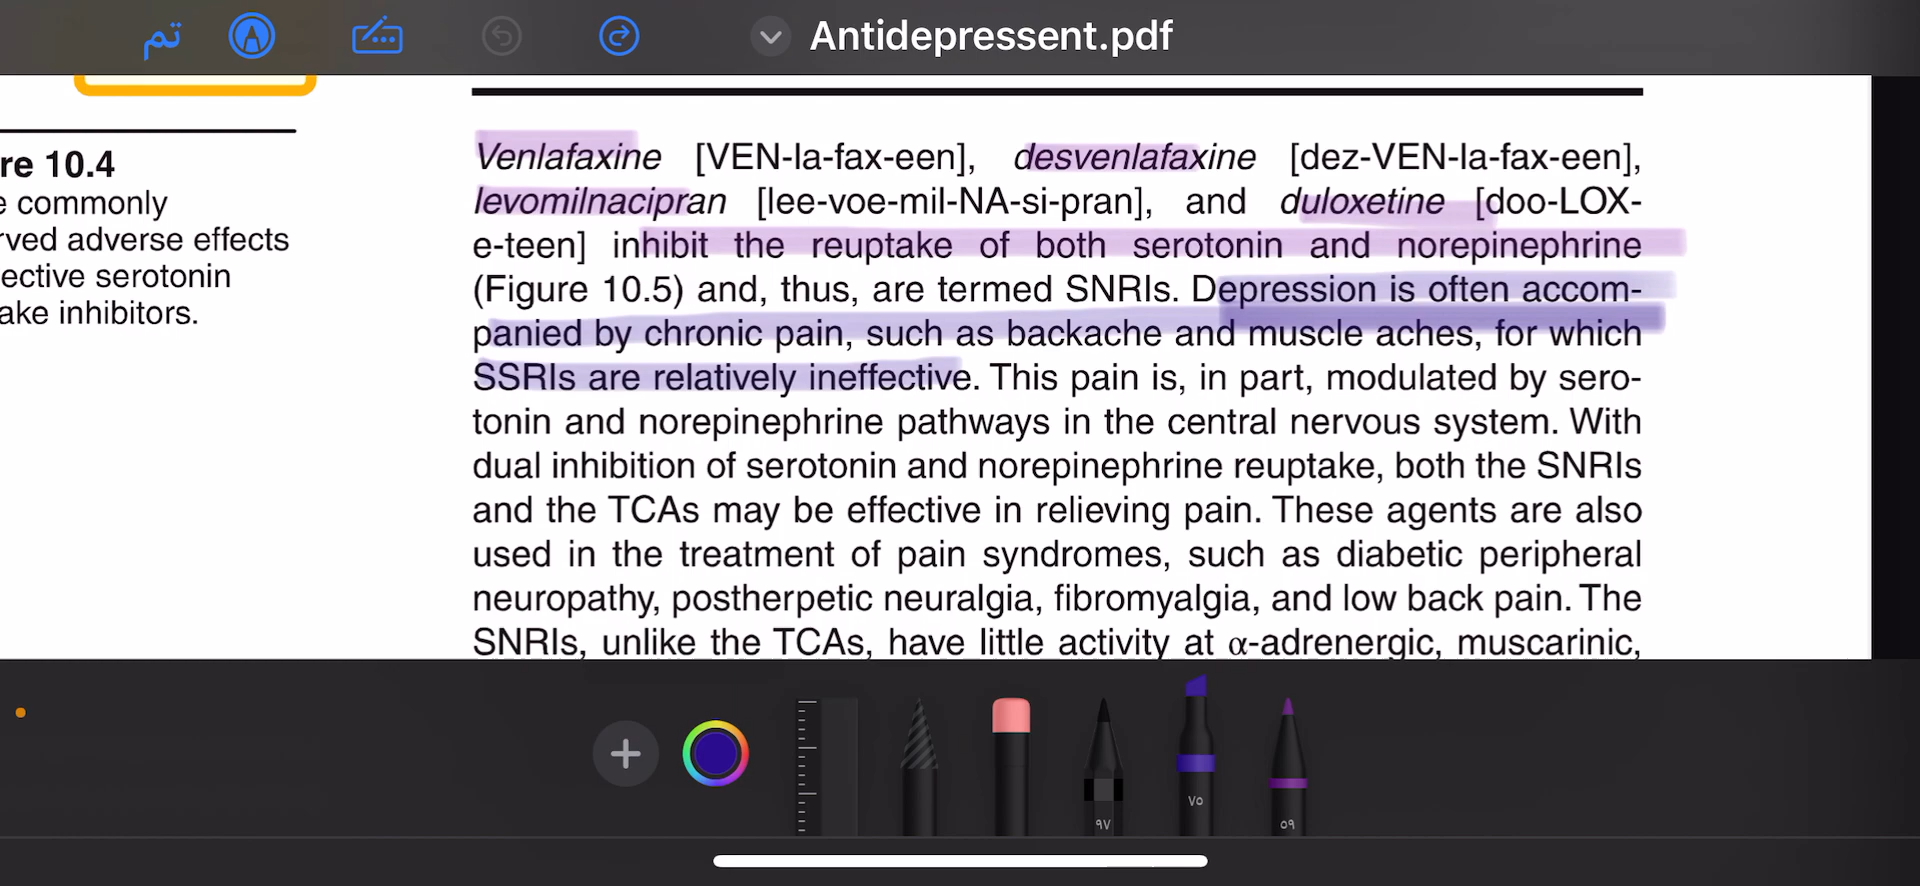 تم
Antidepressent.pdf
re 10.4
e commonly
rved adverse effects
ective serotonin
ake inhibitors.
Venlafaxine [VEN-la-fax-een], desvenlafaxine [dez-VEN-la-fax-een],
levomilnacipran [lee-voe-mil-NA-si-pran], and duloxetine [doo-LOX-
e-teen] inhibit the reuptake of both serotonin and norepinephrine
(Figure 10.5) and, thus, are termed SNRIs. Depression is often accom-
panied by chronic pain, such as backache and muscle aches, for which
SSRIs are relatively ineffective. This pain is, in part, modulated by sero-
tonin and norepinephrine pathways in the central nervous system. With
dual inhibition of serotonin and norepinephrine reuptake, both the SNRIs
and the TCAs may be effective in relieving pain. These agents are also
used in the treatment of pain syndromes, such as diabetic peripheral
neuropathy, postherpetic neuralgia, fibromyalgia, and low back pain. The
SNRIs, unlike the TCAs, have little activity at α-adrenergic, muscarinic,
٩٧
٧٥
٥٩